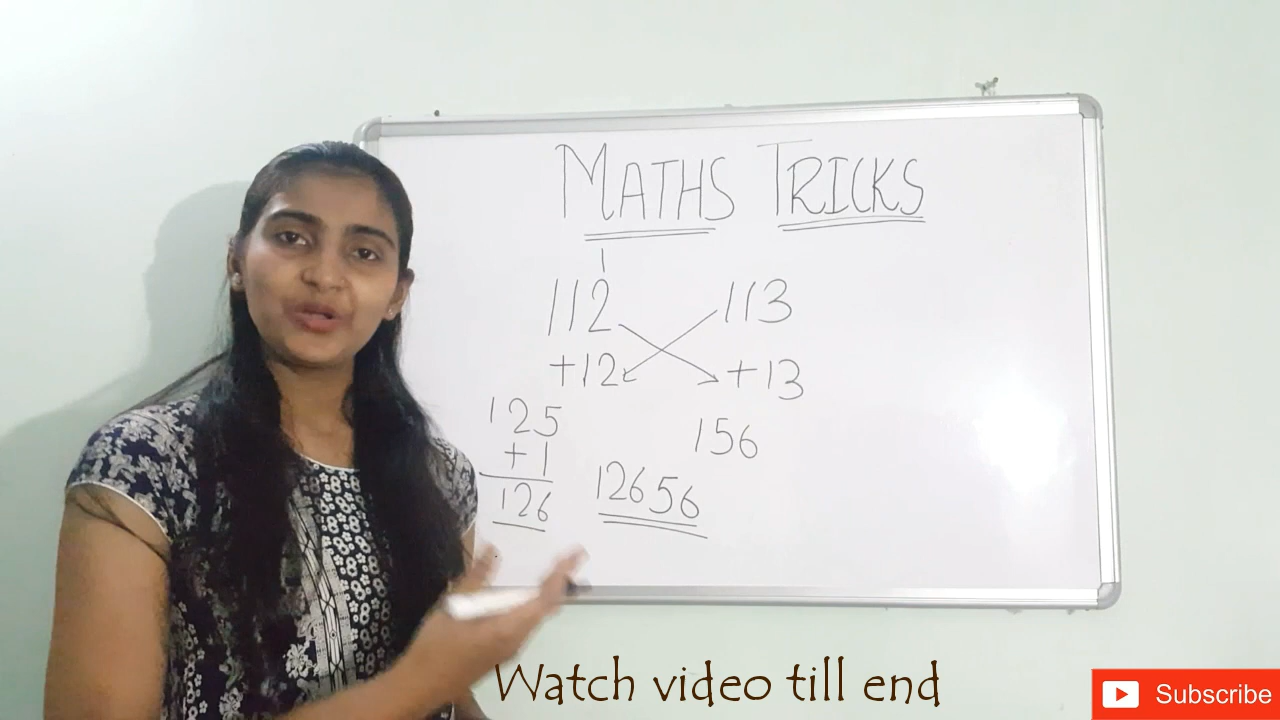 MATHS TRICKS
1
112 113
+12 +13
125 156
+1
126 12656
Watch video till end
Subscribe